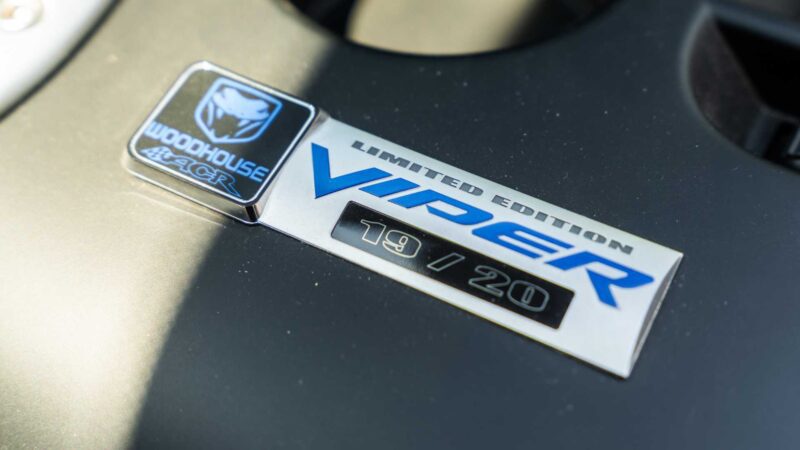 WOODHOUSE
ACR
LIMITED EDITION
VIPER
19 / 20